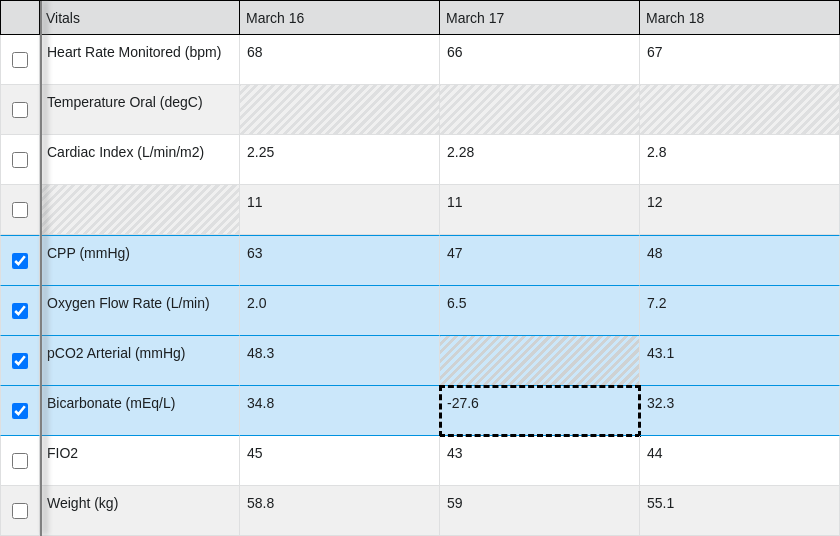 Vitals March 16 March 17 March 18
Heart Rate Monitored (bpm) 68 66 67
Temperature Oral (degC)
Cardiac Index (L/min/m2) 2.25 2.28 2.8
11 11 12
CPP (mmHg) 63 47 48
Oxygen Flow Rate (L/min) 2.0 6.5 7.2
pCO2 Arterial (mmHg) 48.3 43.1
Bicarbonate (mEq/L) 34.8 -27.6 32.3
FIO2 45 43 44
Weight (kg) 58.8 59 55.1